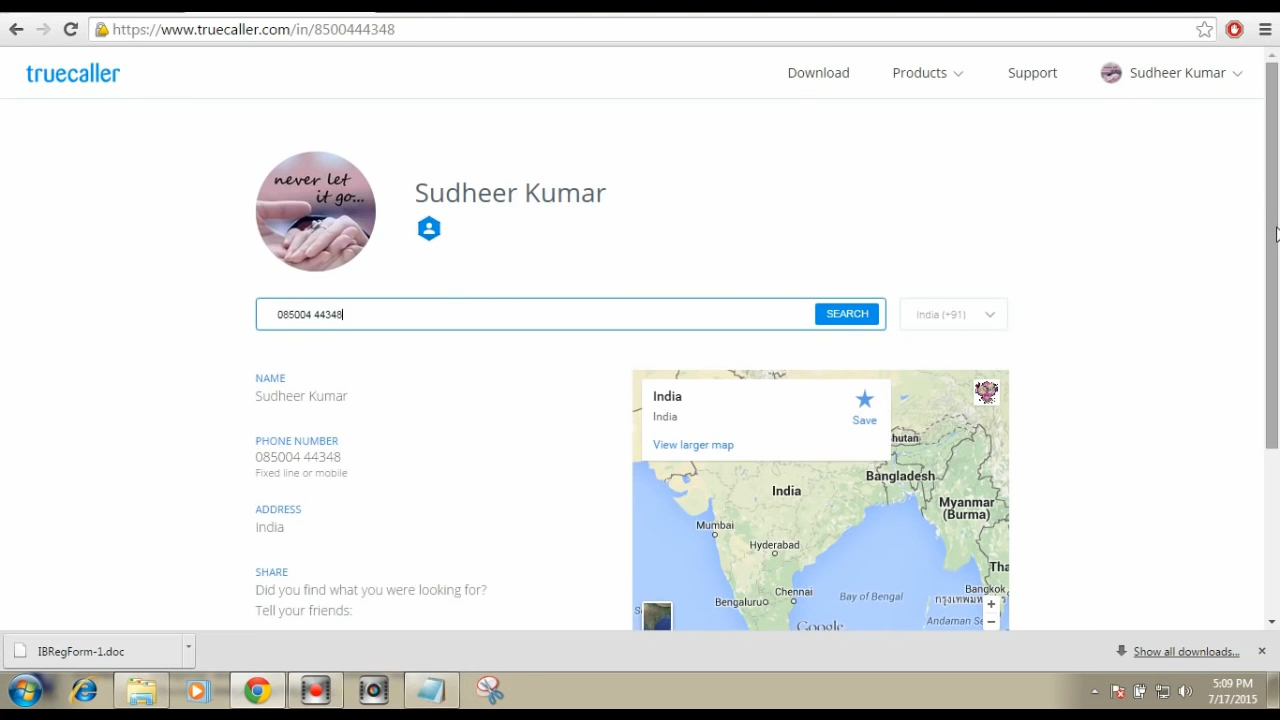 https://www.truecaller.com/in/8500444348
truecaller
Download
Products
Support
Sudheer Kumar
never let
it go...
Sudheer Kumar
085004 44348
SEARCH
India (+91)
NAME
Sudheer Kumar
PHONE NUMBER
085004 44348
Fixed line or mobile
ADDRESS
India
SHARE
Did you find what you were looking for?
Tell your friends:
India
India
Save
View larger map
Bhutan
India
Bangladesh
Myanmar
(Burma)
Mumbai
Hyderabad
Tha
Bengaluru
Chennai
Bay of Bengal
Bangkok
Andaman Se
Google
IBRegForm-1.doc
Show all downloads...
5:09 PM
7/17/2015